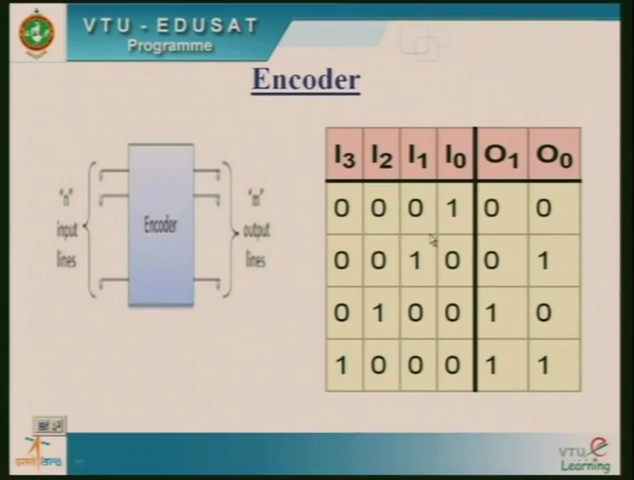 VTU - EDUSAT
Programme
Encoder
"n"
input
lines
Encoder
"m"
output
lines
I3 I2 I1 I0 O1 O0
0 0 0 1 0 0
0 0 1 0 0 1
0 1 0 0 1 0
1 0 0 0 1 1
VTU e
Learning